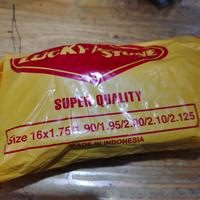 LUCKY STONE
SUPER QUALITY
Size 16x1.75/1.90/1.95/2.00/2.10/2.125
MADE IN INDONESIA